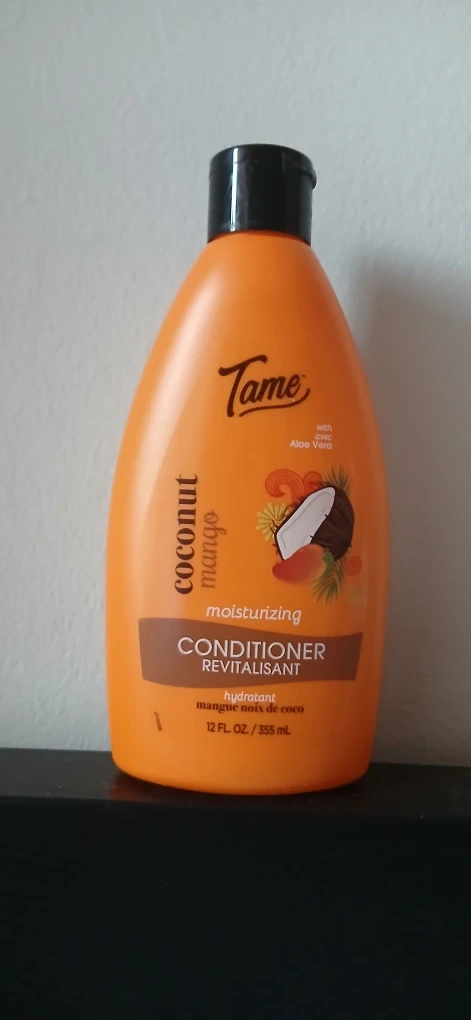 Tame™
with
avec
Aloe Vera
coconut
mango
moisturizing
CONDITIONER
REVITALISANT
hydratant
mangue noix de coco
12 FL. OZ. / 355 mL